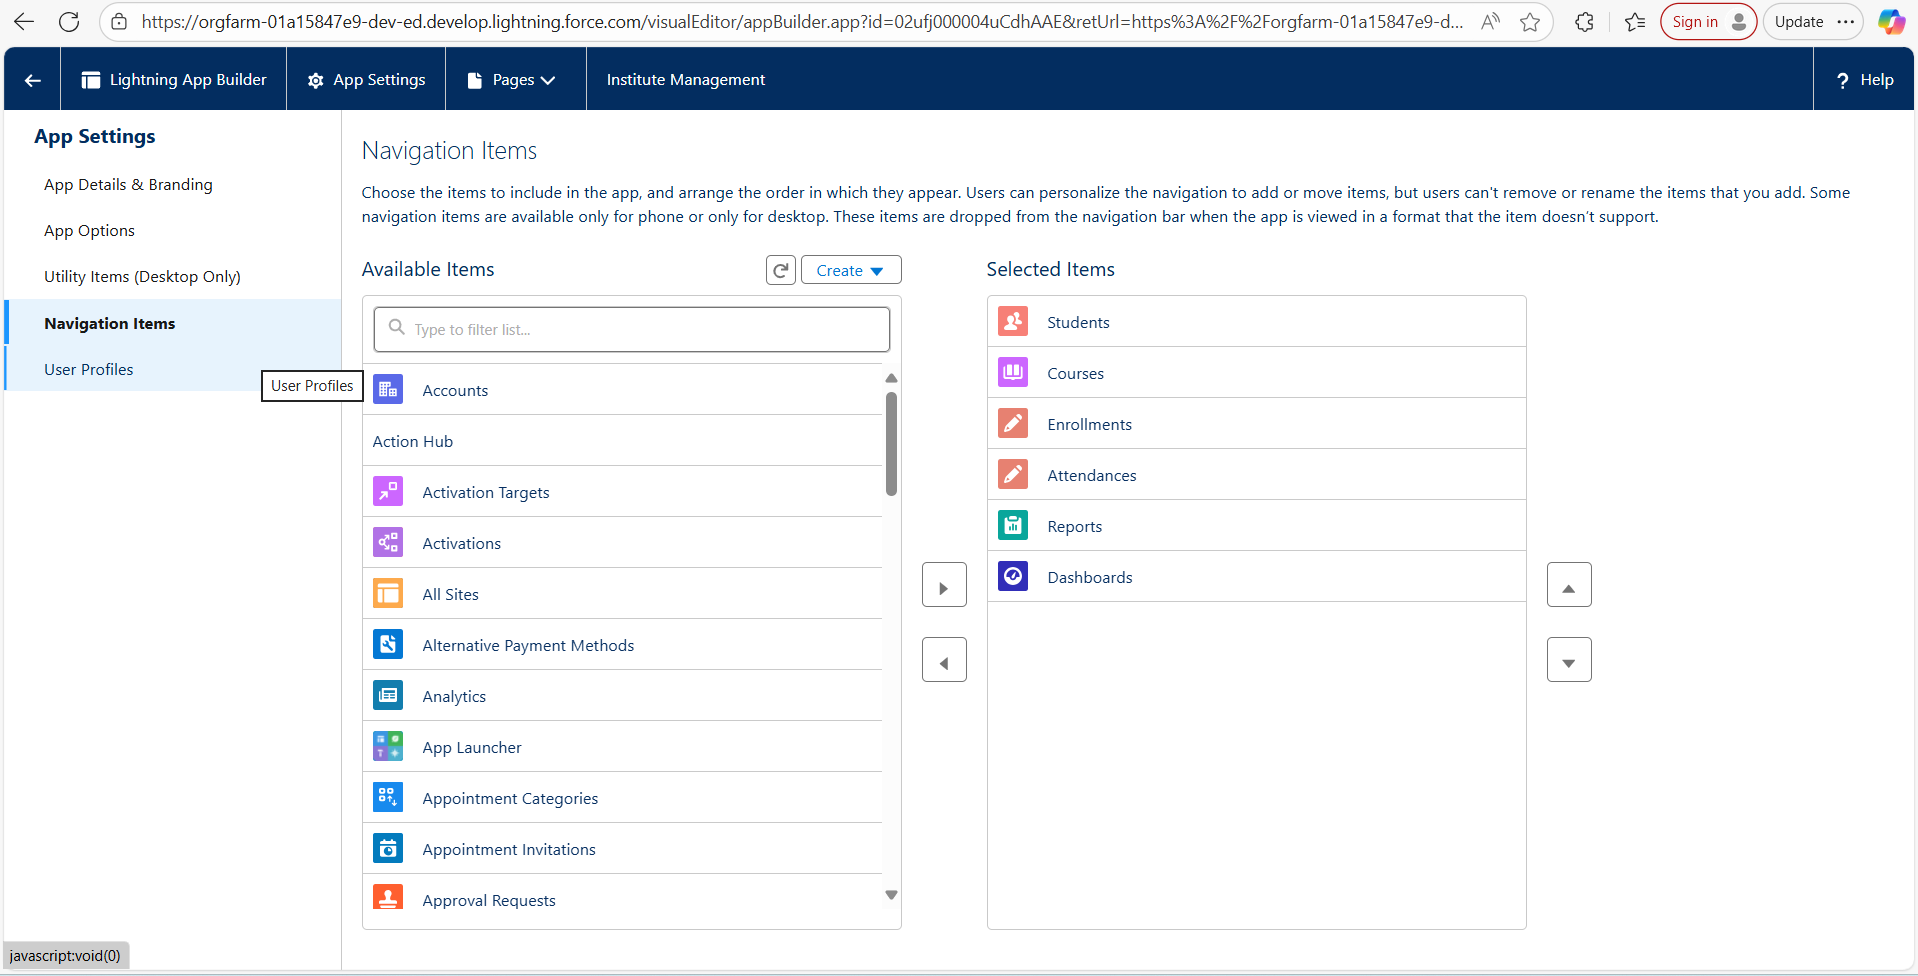 https://orgfarm-01a15847e9-dev-ed.develop.lightning.force.com/visualEditor/appBuilder.app?id=02ufj000004uCdhAAE&retUrl=https%3A%2F%2Forgfarm-01a15847e9-d...
Sign in
Update
Lightning App Builder
App Settings
Pages
Institute Management
? Help
App Settings
App Details & Branding
App Options
Utility Items (Desktop Only)
Navigation Items
User Profiles
User Profiles
Navigation Items
Choose the items to include in the app, and arrange the order in which they appear. Users can personalize the navigation to add or move items, but users can't remove or rename the items that you add. Some
navigation items are available only for phone or only for desktop. These items are dropped from the navigation bar when the app is viewed in a format that the item doesn't support.
Available Items
Create
Type to filter list...
Accounts
Action Hub
Activation Targets
Activations
All Sites
Alternative Payment Methods
Analytics
App Launcher
Appointment Categories
Appointment Invitations
Approval Requests
Selected Items
Students
Courses
Enrollments
Attendances
Reports
Dashboards
javascript:void(0)